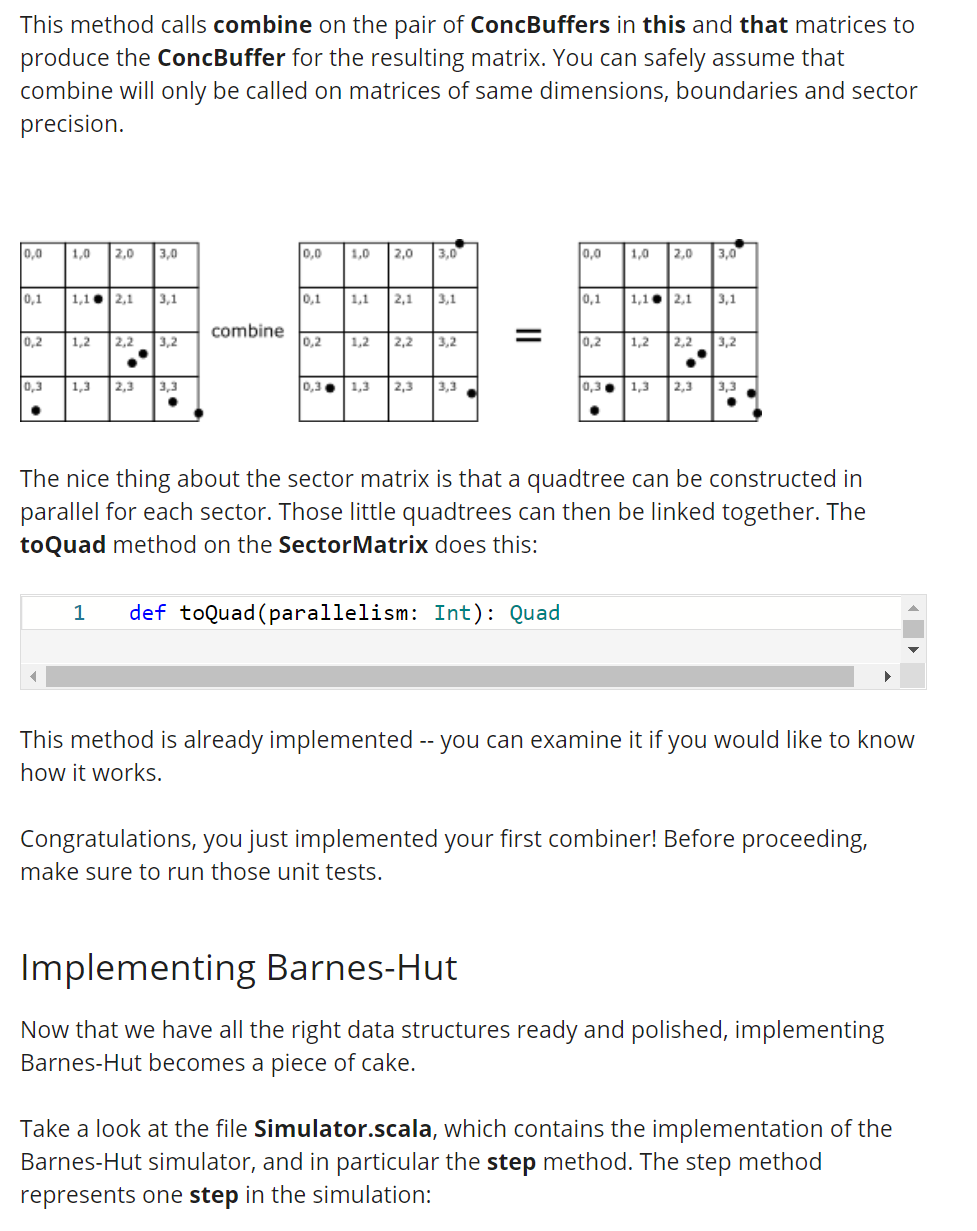 This method calls combine on the pair of ConcBuffers in this and that matrices to
produce the ConcBuffer for the resulting matrix. You can safely assume that
combine will only be called on matrices of same dimensions, boundaries and sector
precision.
0,0 1,0 2,0 3,0
0,1 1,1 2,1 3,1
0,2 1,2 2,2 3,2
0,3 1,3 2,3 3,3
combine
0,0 1,0 2,0 3,0
0,1 1,1 2,1 3,1
0,2 1,2 2,2 3,2
0,3 1,3 2,3 3,3
=
0,0 1,0 2,0 3,0
0,1 1,1 2,1 3,1
0,2 1,2 2,2 3,2
0,3 1,3 2,3 3,3
The nice thing about the sector matrix is that a quadtree can be constructed in
parallel for each sector. Those little quadtrees can then be linked together. The
toQuad method on the SectorMatrix does this:
1 def toQuad(parallelism: Int): Quad
This method is already implemented -- you can examine it if you would like to know
how it works.
Congratulations, you just implemented your first combiner! Before proceeding,
make sure to run those unit tests.
Implementing Barnes-Hut
Now that we have all the right data structures ready and polished, implementing
Barnes-Hut becomes a piece of cake.
Take a look at the file Simulator.scala, which contains the implementation of the
Barnes-Hut simulator, and in particular the step method. The step method
represents one step in the simulation: